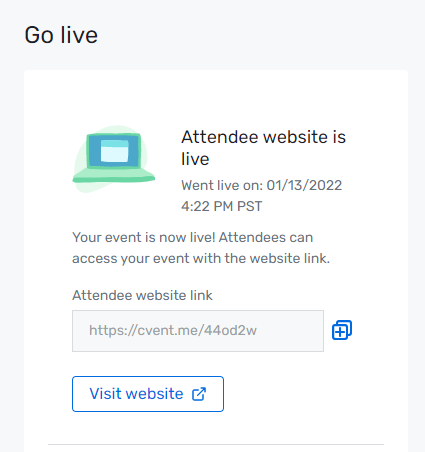 Go live
Attendee website is
live
Went live on: 01/13/2022
4:22 PM PST
Your event is now live! Attendees can
access your event with the website link.
Attendee website link
https://cvent.me/44od2w
Visit website